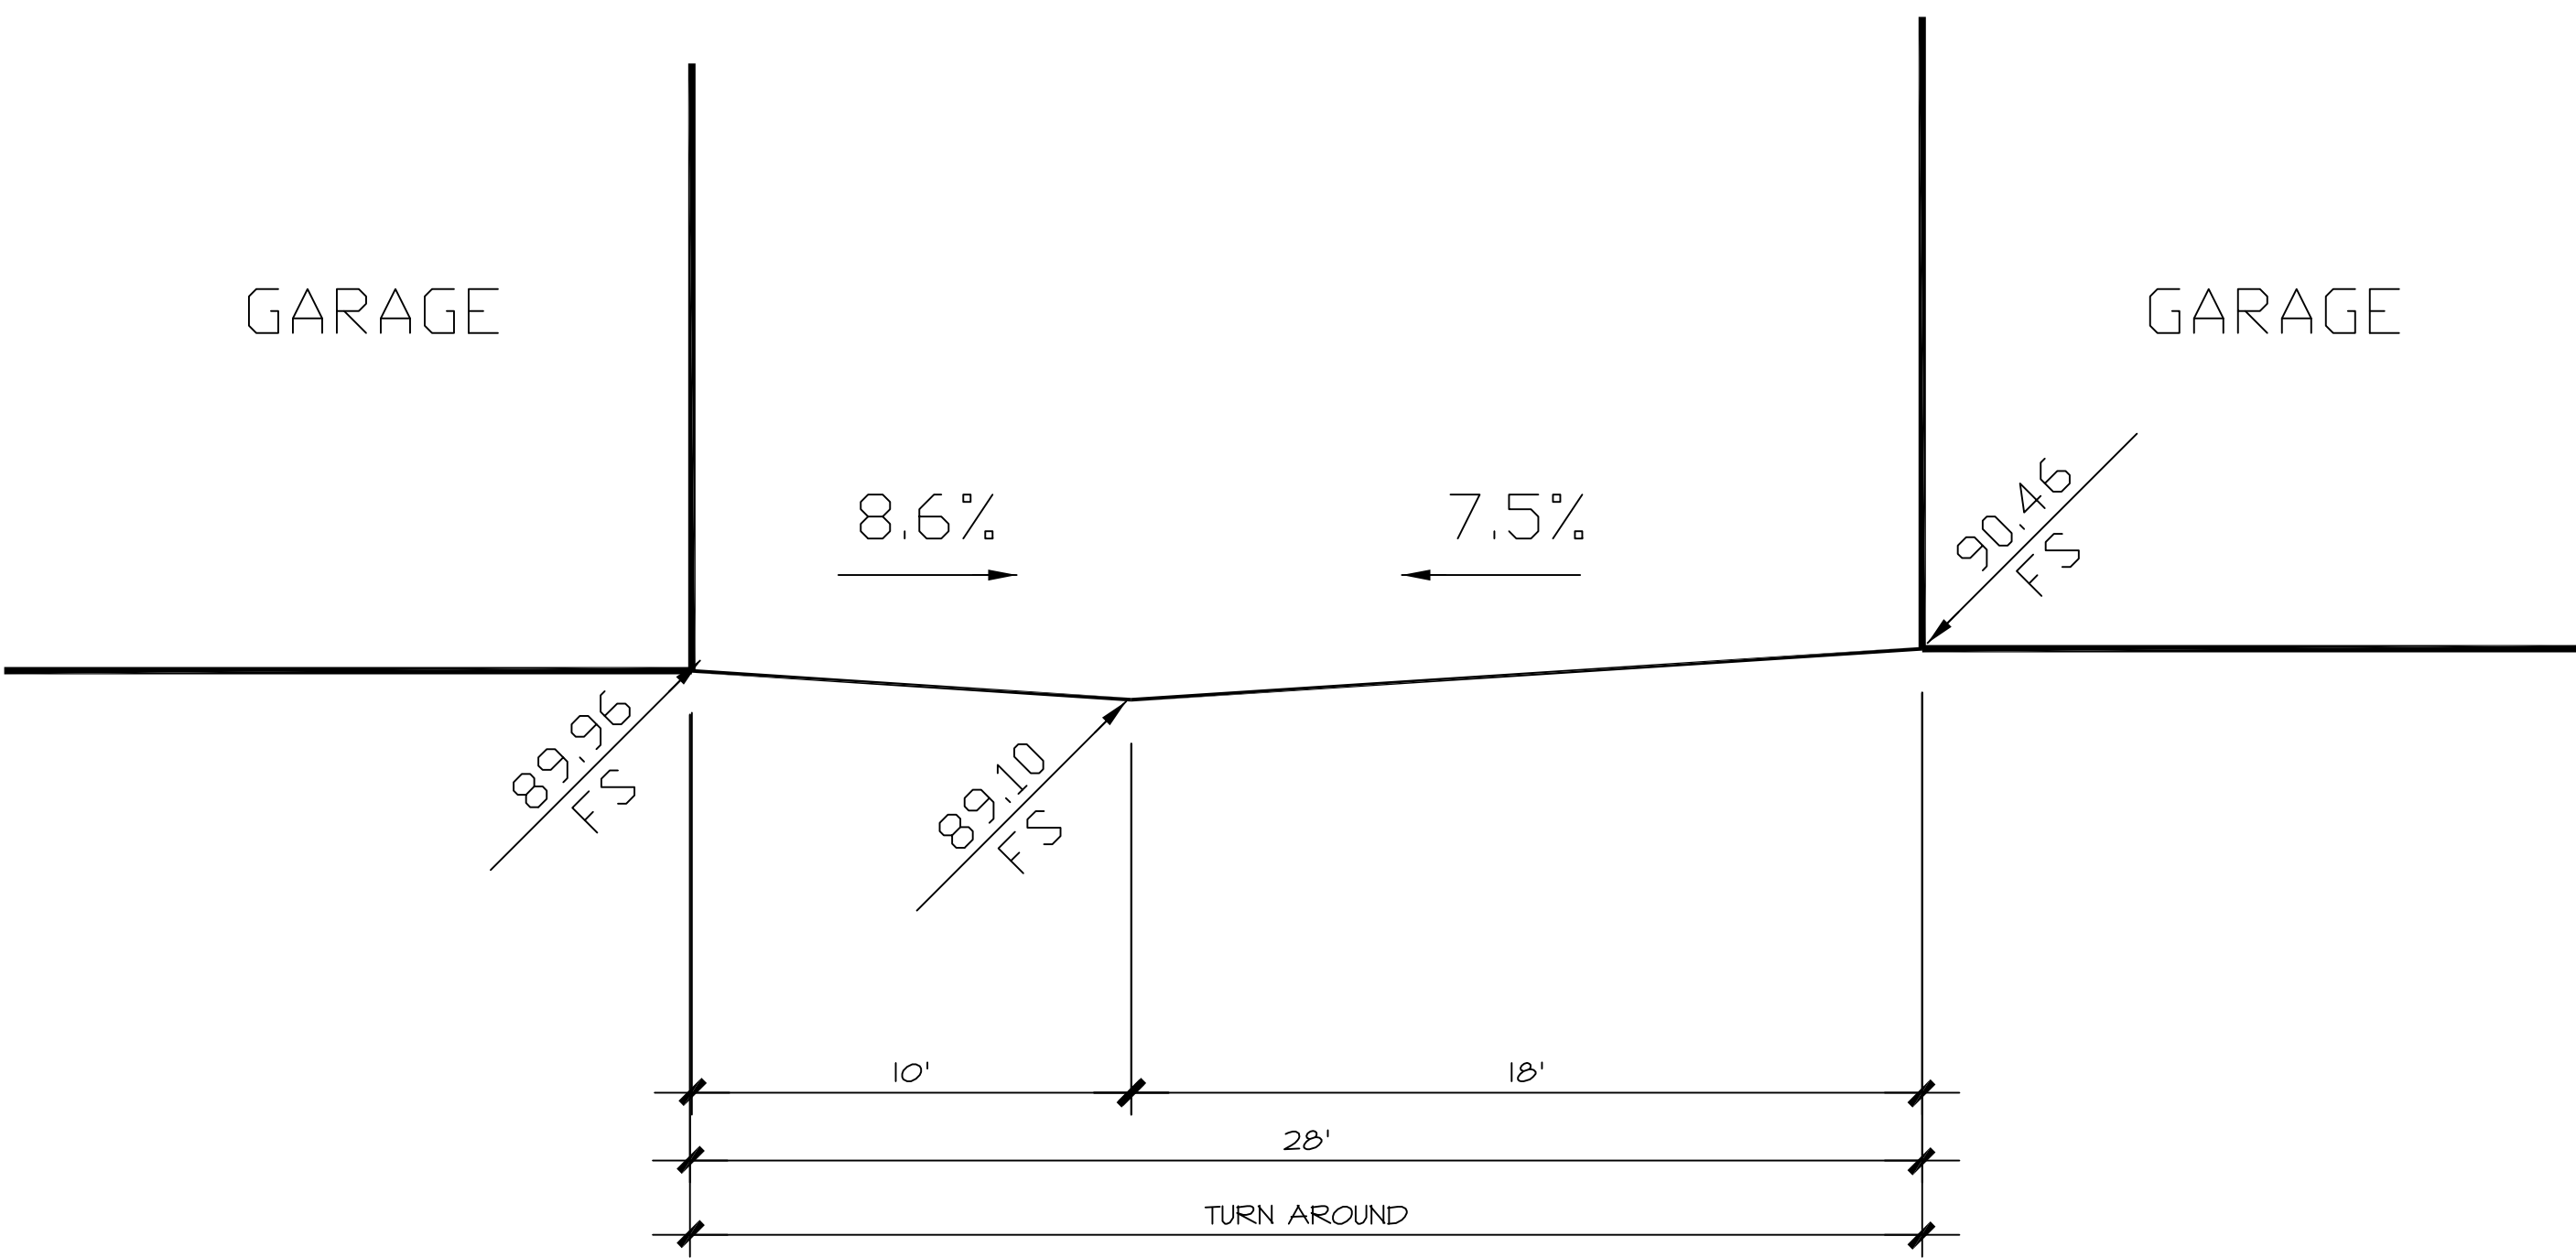 GARAGE
GARAGE
8.6%
7.5%
90.46
FS
89.96
FS
89.10
FS
10'
18'
28'
TURN AROUND